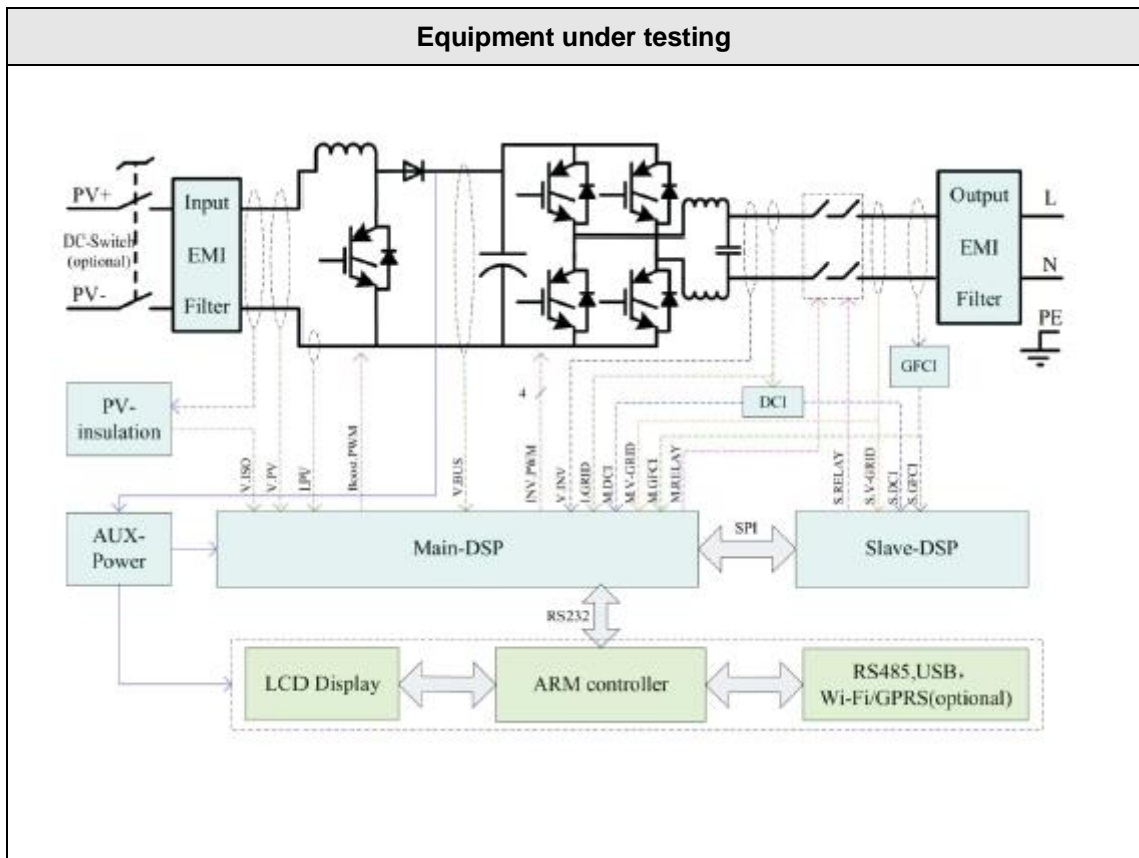 Equipment under testing
PV+
DC-Switch
(optional)
PV-
Input
EMI
Filter
Output
EMI
Filter
L
N
PE
GFCI
DCI
PV-
insulation
4
V.ISO
V.PV
I.PV
Boost.PWM
V.BUS
INV.PWM
V.INV
I.GRID
M.DCI
M.V-GRID
M.GFCI
M.RELAY
S.RELAY
S.V-GRID
S.DCI
S.GFCI
AUX-
Power
Main-DSP
SPI
Slave-DSP
RS232
LCD Display
ARM controller
RS485,USB,
Wi-Fi/GPRS(optional)